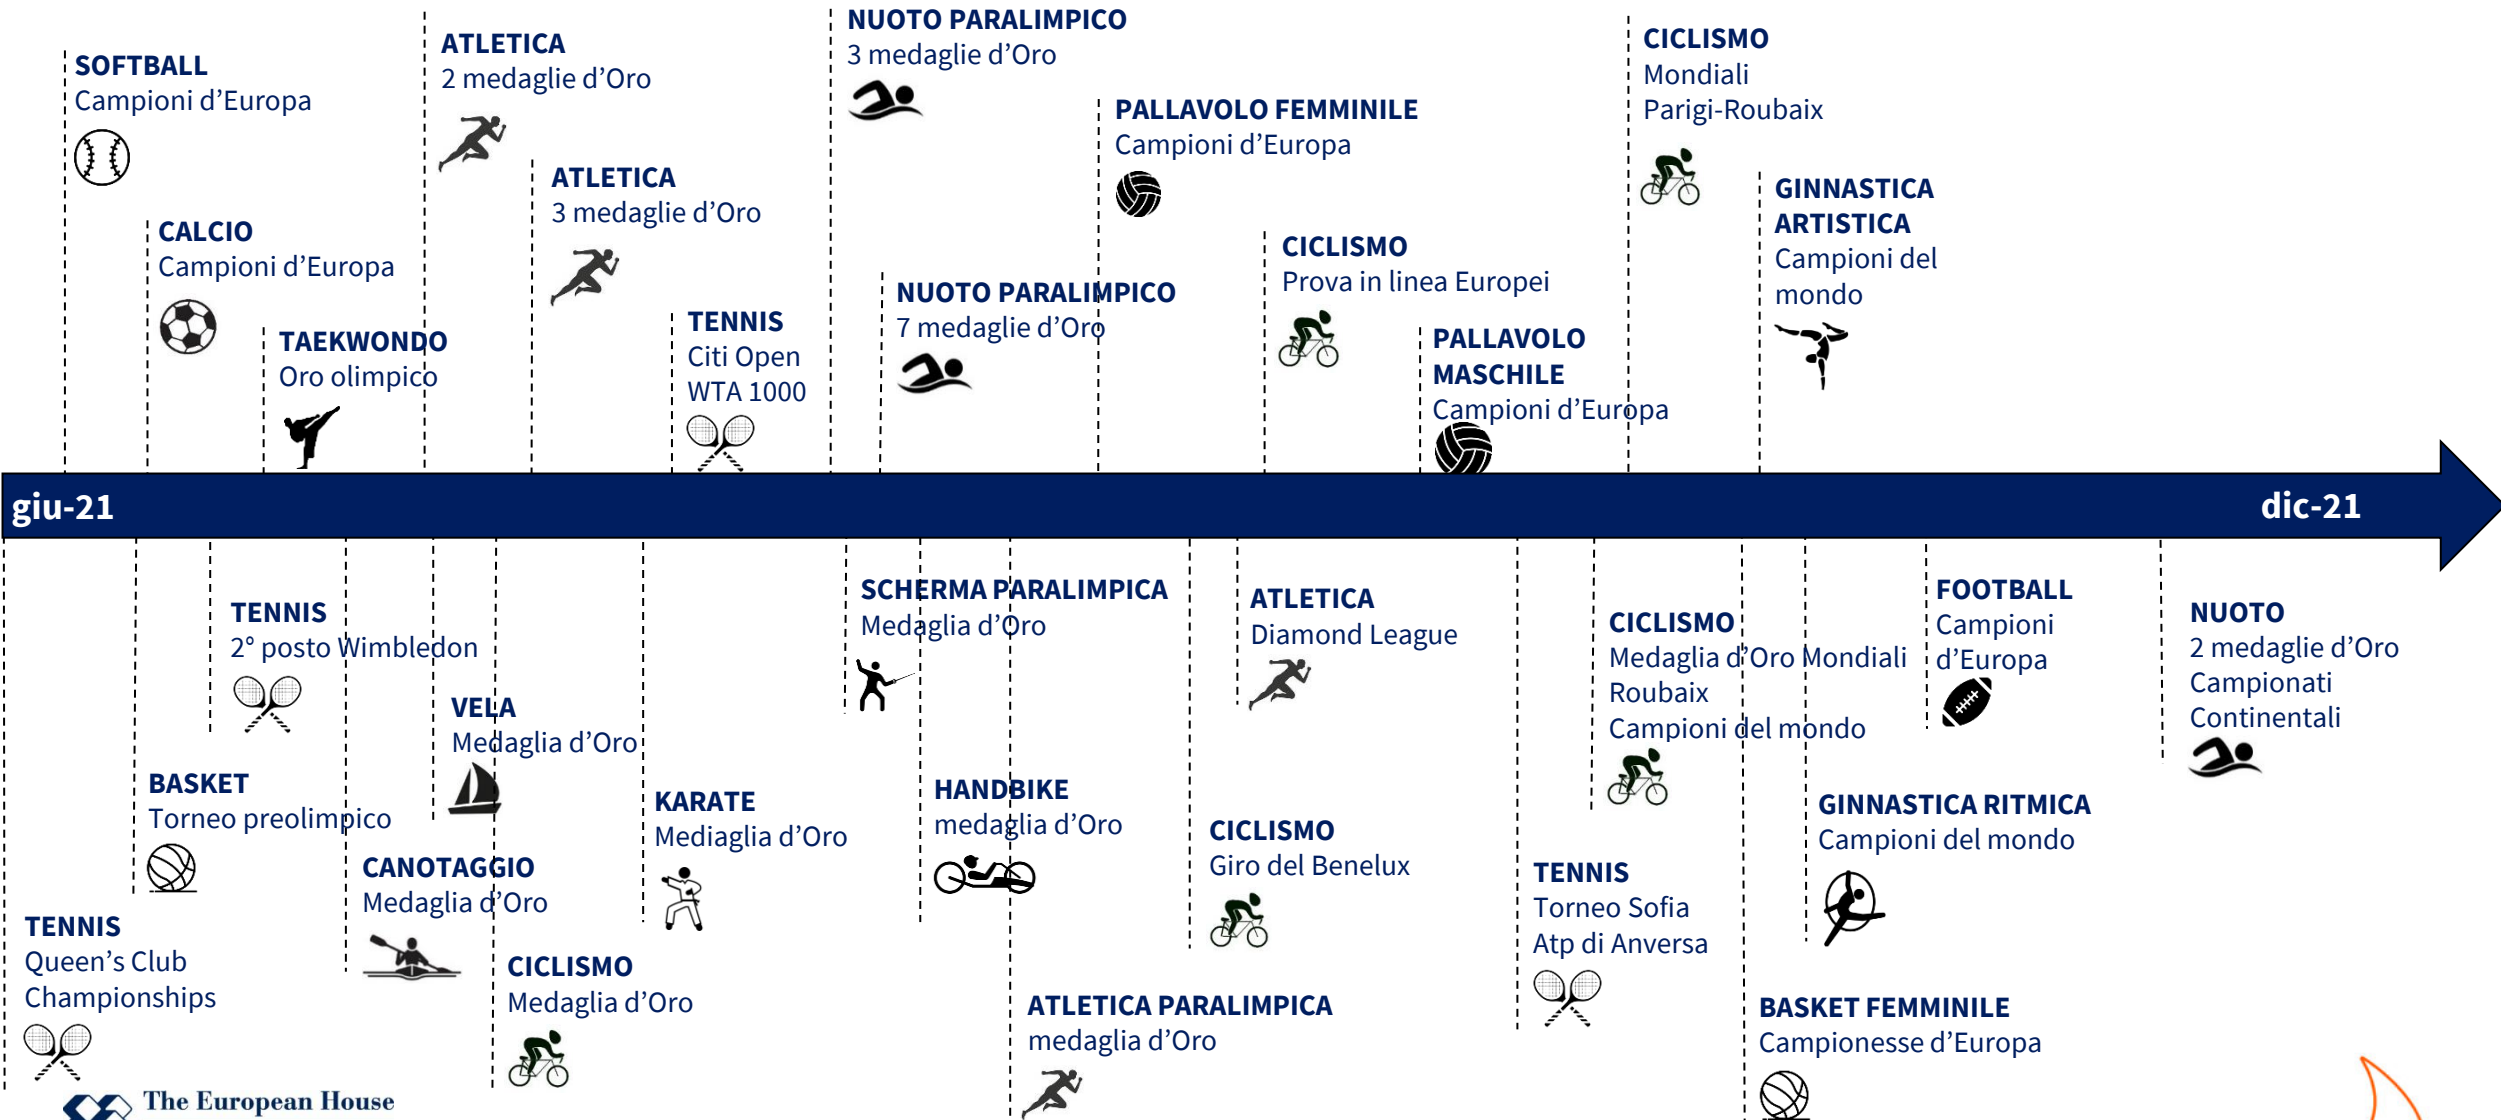 SOFTBALL
Campioni d’Europa
CALCIO
Campioni d’Europa
TAEKWONDO
Oro olimpico
ATLETICA
2 medaglie d’Oro
ATLETICA
3 medaglie d’Oro
TENNIS
Citi Open
WTA 1000
NUOTO PARALIMPICO
3 medaglie d’Oro
NUOTO PARALIMPICO
7 medaglie d’Oro
PALLAVOLO FEMMINILE
Campioni d’Europa
CICLISMO
Prova in linea Europei
PALLAVOLO
MASCHILE
Campioni d’Europa
CICLISMO
Mondiali
Parigi-Roubaix
GINNASTICA
ARTISTICA
Campioni del
mondo
giu-21
dic-21
TENNIS
Queen’s Club
Championships
BASKET
Torneo preolimpico
TENNIS
2° posto Wimbledon
CANOTAGGIO
Medaglia d’Oro
VELA
Medaglia d’Oro
CICLISMO
Medaglia d’Oro
KARATE
Mediaglia d’Oro
SCHERMA PARALIMPICA
Medaglia d’Oro
HANDBIKE
medaglia d’Oro
ATLETICA PARALIMPICA
medaglia d’Oro
CICLISMO
Giro del Benelux
ATLETICA
Diamond League
TENNIS
Torneo Sofia
Atp di Anversa
CICLISMO
Medaglia d’Oro Mondiali
Roubaix
Campioni del mondo
BASKET FEMMINILE
Campionesse d’Europa
GINNASTICA RITMICA
Campioni del mondo
FOOTBALL
Campioni
d’Europa
NUOTO
2 medaglie d’Oro
Campionati
Continentali
The European House